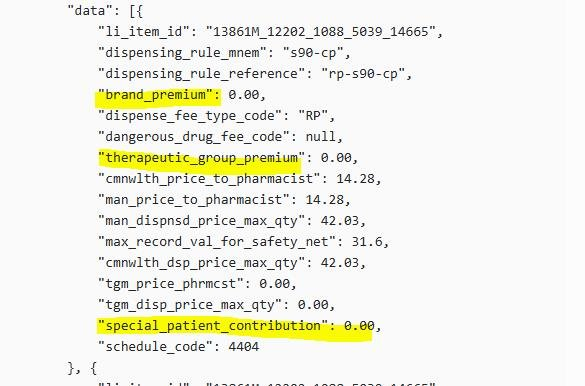 "data": [{
"li_item_id": "13861M_12202_1088_5039_14665",
"dispensing_rule_mnem": "s90-cp",
"dispensing_rule_reference": "rp-s90-cp",
"brand_premium": 0.00,
"dispense_fee_type_code": "RP",
"dangerous_drug_fee_code": null,
"therapeutic_group_premium": 0.00,
"cmnwlth_price_to_pharmacist": 14.28,
"man_price_to_pharmacist": 14.28,
"man_dispnsd_price_max_qty": 42.03,
"max_record_val_for_safety_net": 31.6,
"cmnwlth_dsp_price_max_qty": 42.03,
"tgm_price_phrmcst": 0.00,
"tgm_disp_price_max_qty": 0.00,
"special_patient_contribution": 0.00,
"schedule_code": 4404
}, {
"li_item_id": "13861M_12202_1088_5039_14665"